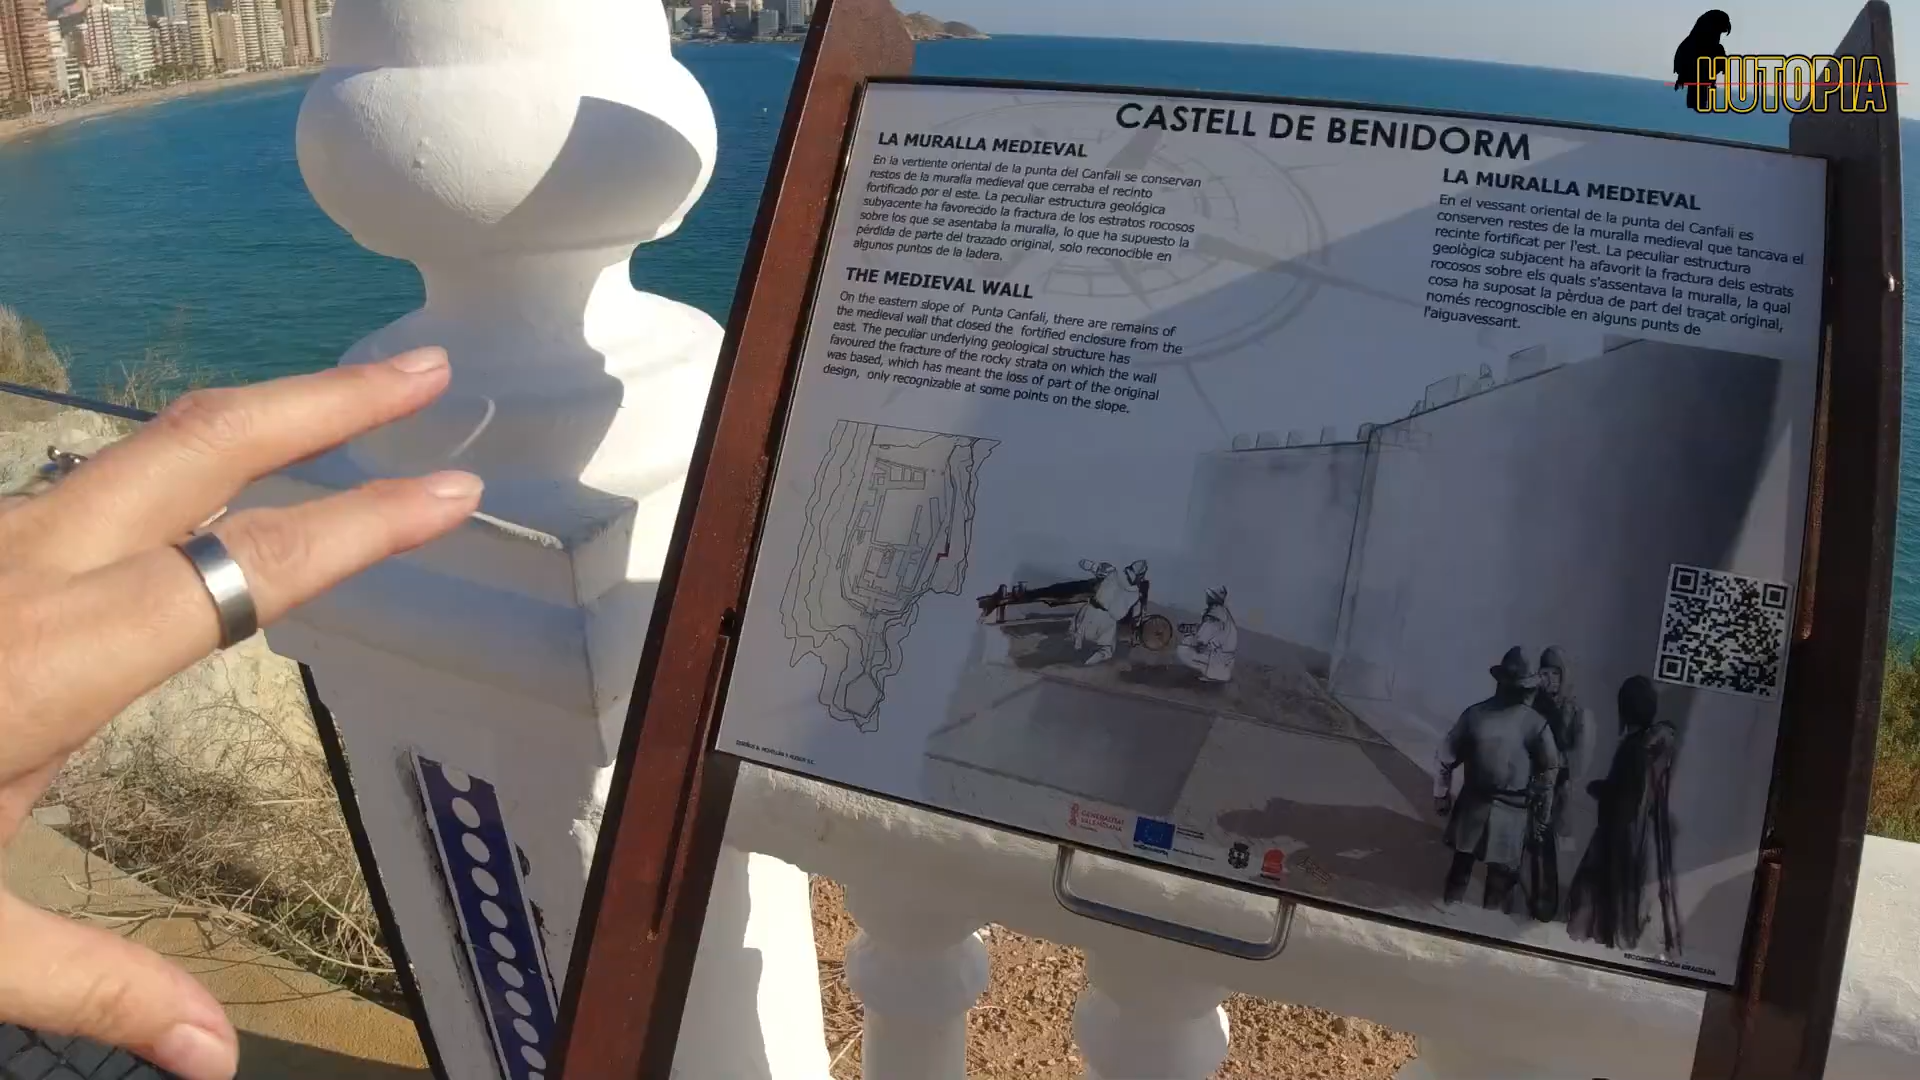 HUTOPIA
CASTELL DE BENIDORM
LA MURALLA MEDIEVAL
En la vertiente oriental de la punta del Canfali se conservan
restos de la muralla medieval que cerraba el recinto
fortificado por el este. La peculiar estructura geológica
subyacente ha favorecido la fractura de los estratos rocosos
sobre los que se asentaba la muralla, lo que ha supuesto la
pérdida de parte del trazado original, solo reconocible en
algunos puntos de la ladera.
THE MEDIEVAL WALL
On the eastern slope of Punta Canfali, there are remains of
the medieval wall that closed the fortified enclosure from the
east. The peculiar underlying geological structure has
favoured the fracture of the rocky strata on which the wall
was based, which has meant the loss of part of the original
design, only recognizable at some points on the slope.
LA MURALLA MEDIEVAL
En el vessant oriental de la punta del Canfali es
conserven restes de la muralla medieval que tancava el
recinte fortificat per l'est. La peculiar estructura
geològica subjacent ha afavorit la fractura dels estrats
rocosos sobre els quals s'assentava la muralla, la qual
cosa ha suposat la pèrdua de part del traçat original,
només recognoscible en alguns punts de
l'aiguavessant.
GENERALITAT
VALENCIANA
RECONSTRUCCIÓN IDEALIZADA